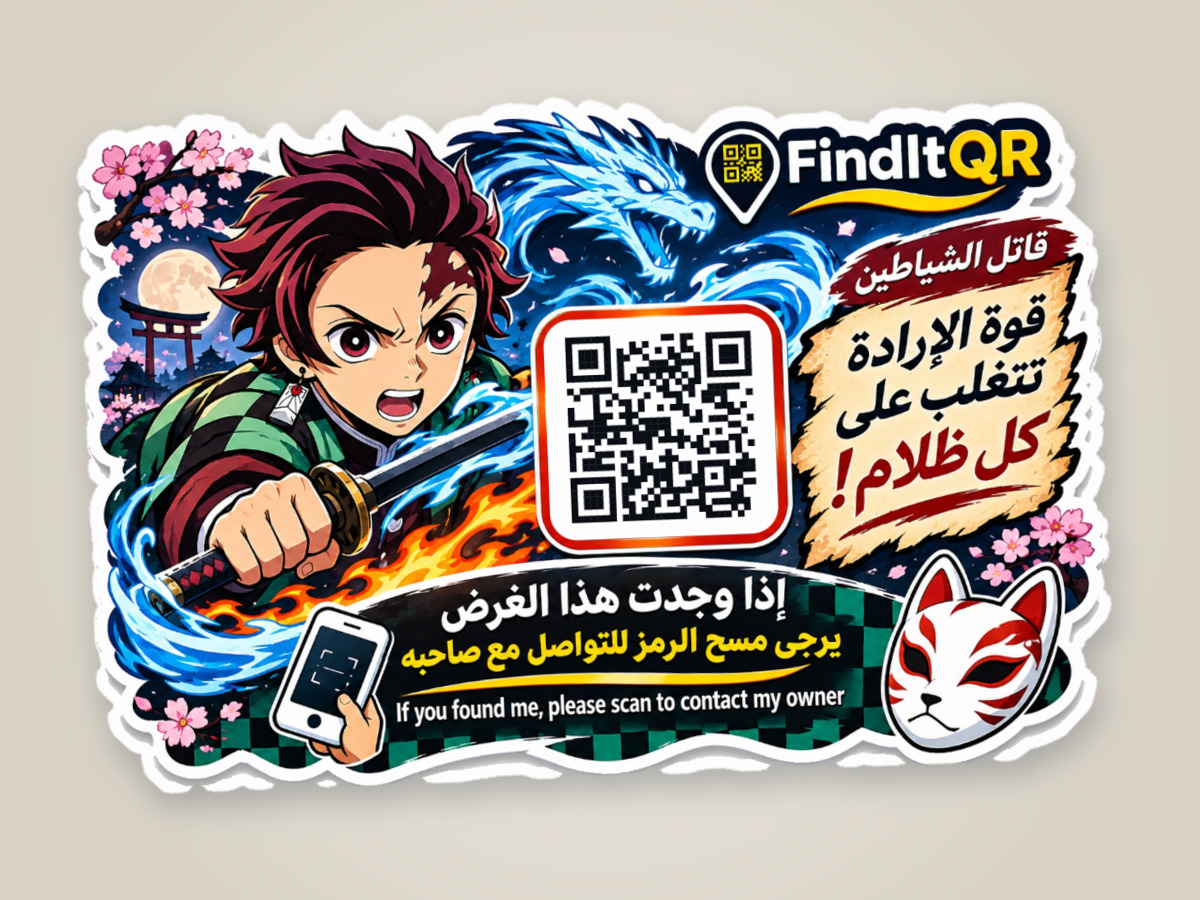 FindItQR
قاتل الشياطين
قوة الإرادة
تتغلب على
كل ظلام!
إذا وجدت هذا الغرض
يرجى مسح الرمز للتواصل مع صاحبه
If you found me, please scan to contact my owner